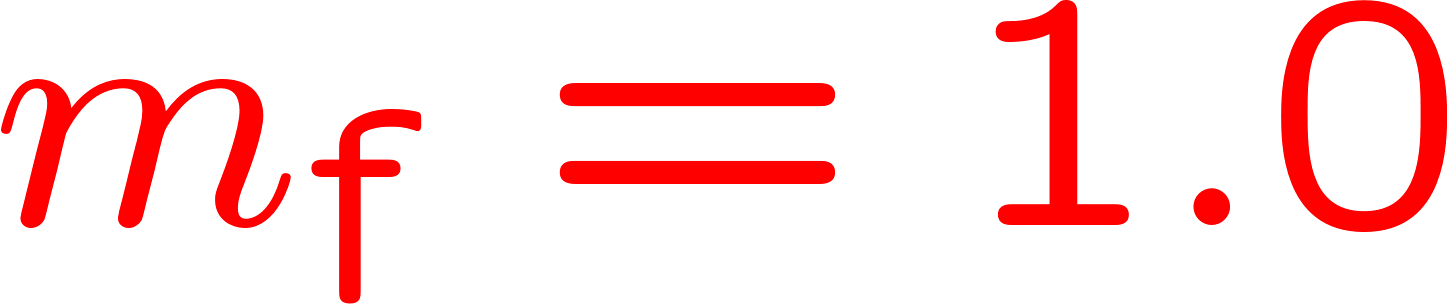 m_f = 1.0